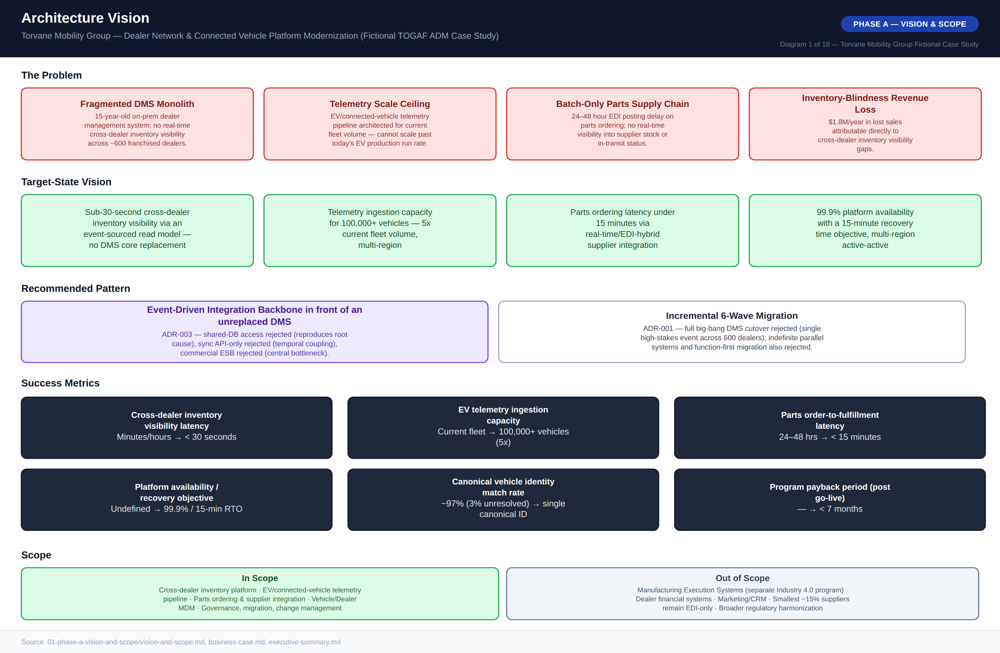 Architecture Vision
Torvane Mobility Group — Dealer Network & Connected Vehicle Platform Modernization (Fictional TOGAF ADM Case Study)
PHASE A — VISION & SCOPE
Diagram 1 of 18 — Torvane Mobility Group Fictional Case Study
The Problem
Fragmented DMS Monolith
15-year-old on-prem dealer
management system; no real-time
cross-dealer inventory visibility
across ~600 franchised dealers.
Telemetry Scale Ceiling
EV/connected-vehicle telemetry
pipeline architected for current
fleet volume — cannot scale past
today's EV production run rate.
Batch-Only Parts Supply Chain
24–48 hour EDI posting delay on
parts ordering; no real-time
visibility into supplier stock or
in-transit status.
Inventory-Blindness Revenue
Loss
$1.8M/year in lost sales
attributable directly to
cross-dealer inventory visibility
gaps.
Target-State Vision
Sub-30-second cross-dealer
inventory visibility via an
event-sourced read model —
no DMS core replacement
Telemetry ingestion capacity
for 100,000+ vehicles — 5x
current fleet volume,
multi-region
Parts ordering latency under
15 minutes via
real-time/EDI-hybrid
supplier integration
99.9% platform availability
with a 15-minute recovery
time objective, multi-region
active-active
Recommended Pattern
Event-Driven Integration Backbone in front of an
unreplaced DMS
ADR-003 — shared-DB access rejected (reproduces root
cause), sync API-only rejected (temporal coupling),
commercial ESB rejected (central bottleneck).
Incremental 6-Wave Migration
ADR-001 — full big-bang DMS cutover rejected (single
high-stakes event across 600 dealers); indefinite parallel
systems and function-first migration also rejected.
Success Metrics
Cross-dealer inventory
visibility latency
Minutes/hours → < 30 seconds
EV telemetry ingestion
capacity
Current fleet → 100,000+ vehicles
(5x)
Parts order-to-fulfillment
latency
24–48 hrs → < 15 minutes
Platform availability /
recovery objective
Undefined → 99.9% / 15-min RTO
Canonical vehicle identity
match rate
~97% (3% unresolved) → single
canonical ID
Program payback period (post
go-live)
— → < 7 months
Scope
In Scope
Cross-dealer inventory platform · EV/connected-vehicle telemetry
pipeline · Parts ordering & supplier integration · Vehicle/Dealer
MDM · Governance, migration, change management
Out of Scope
Manufacturing Execution Systems (separate Industry 4.0 program) ·
Dealer financial systems · Marketing/CRM · Smallest ~15% suppliers
remain EDI-only · Broader regulatory harmonization
Source: 01-phase-a-vision-and-scope/vision-and-scope.md, business-case.md, executive-summary.md